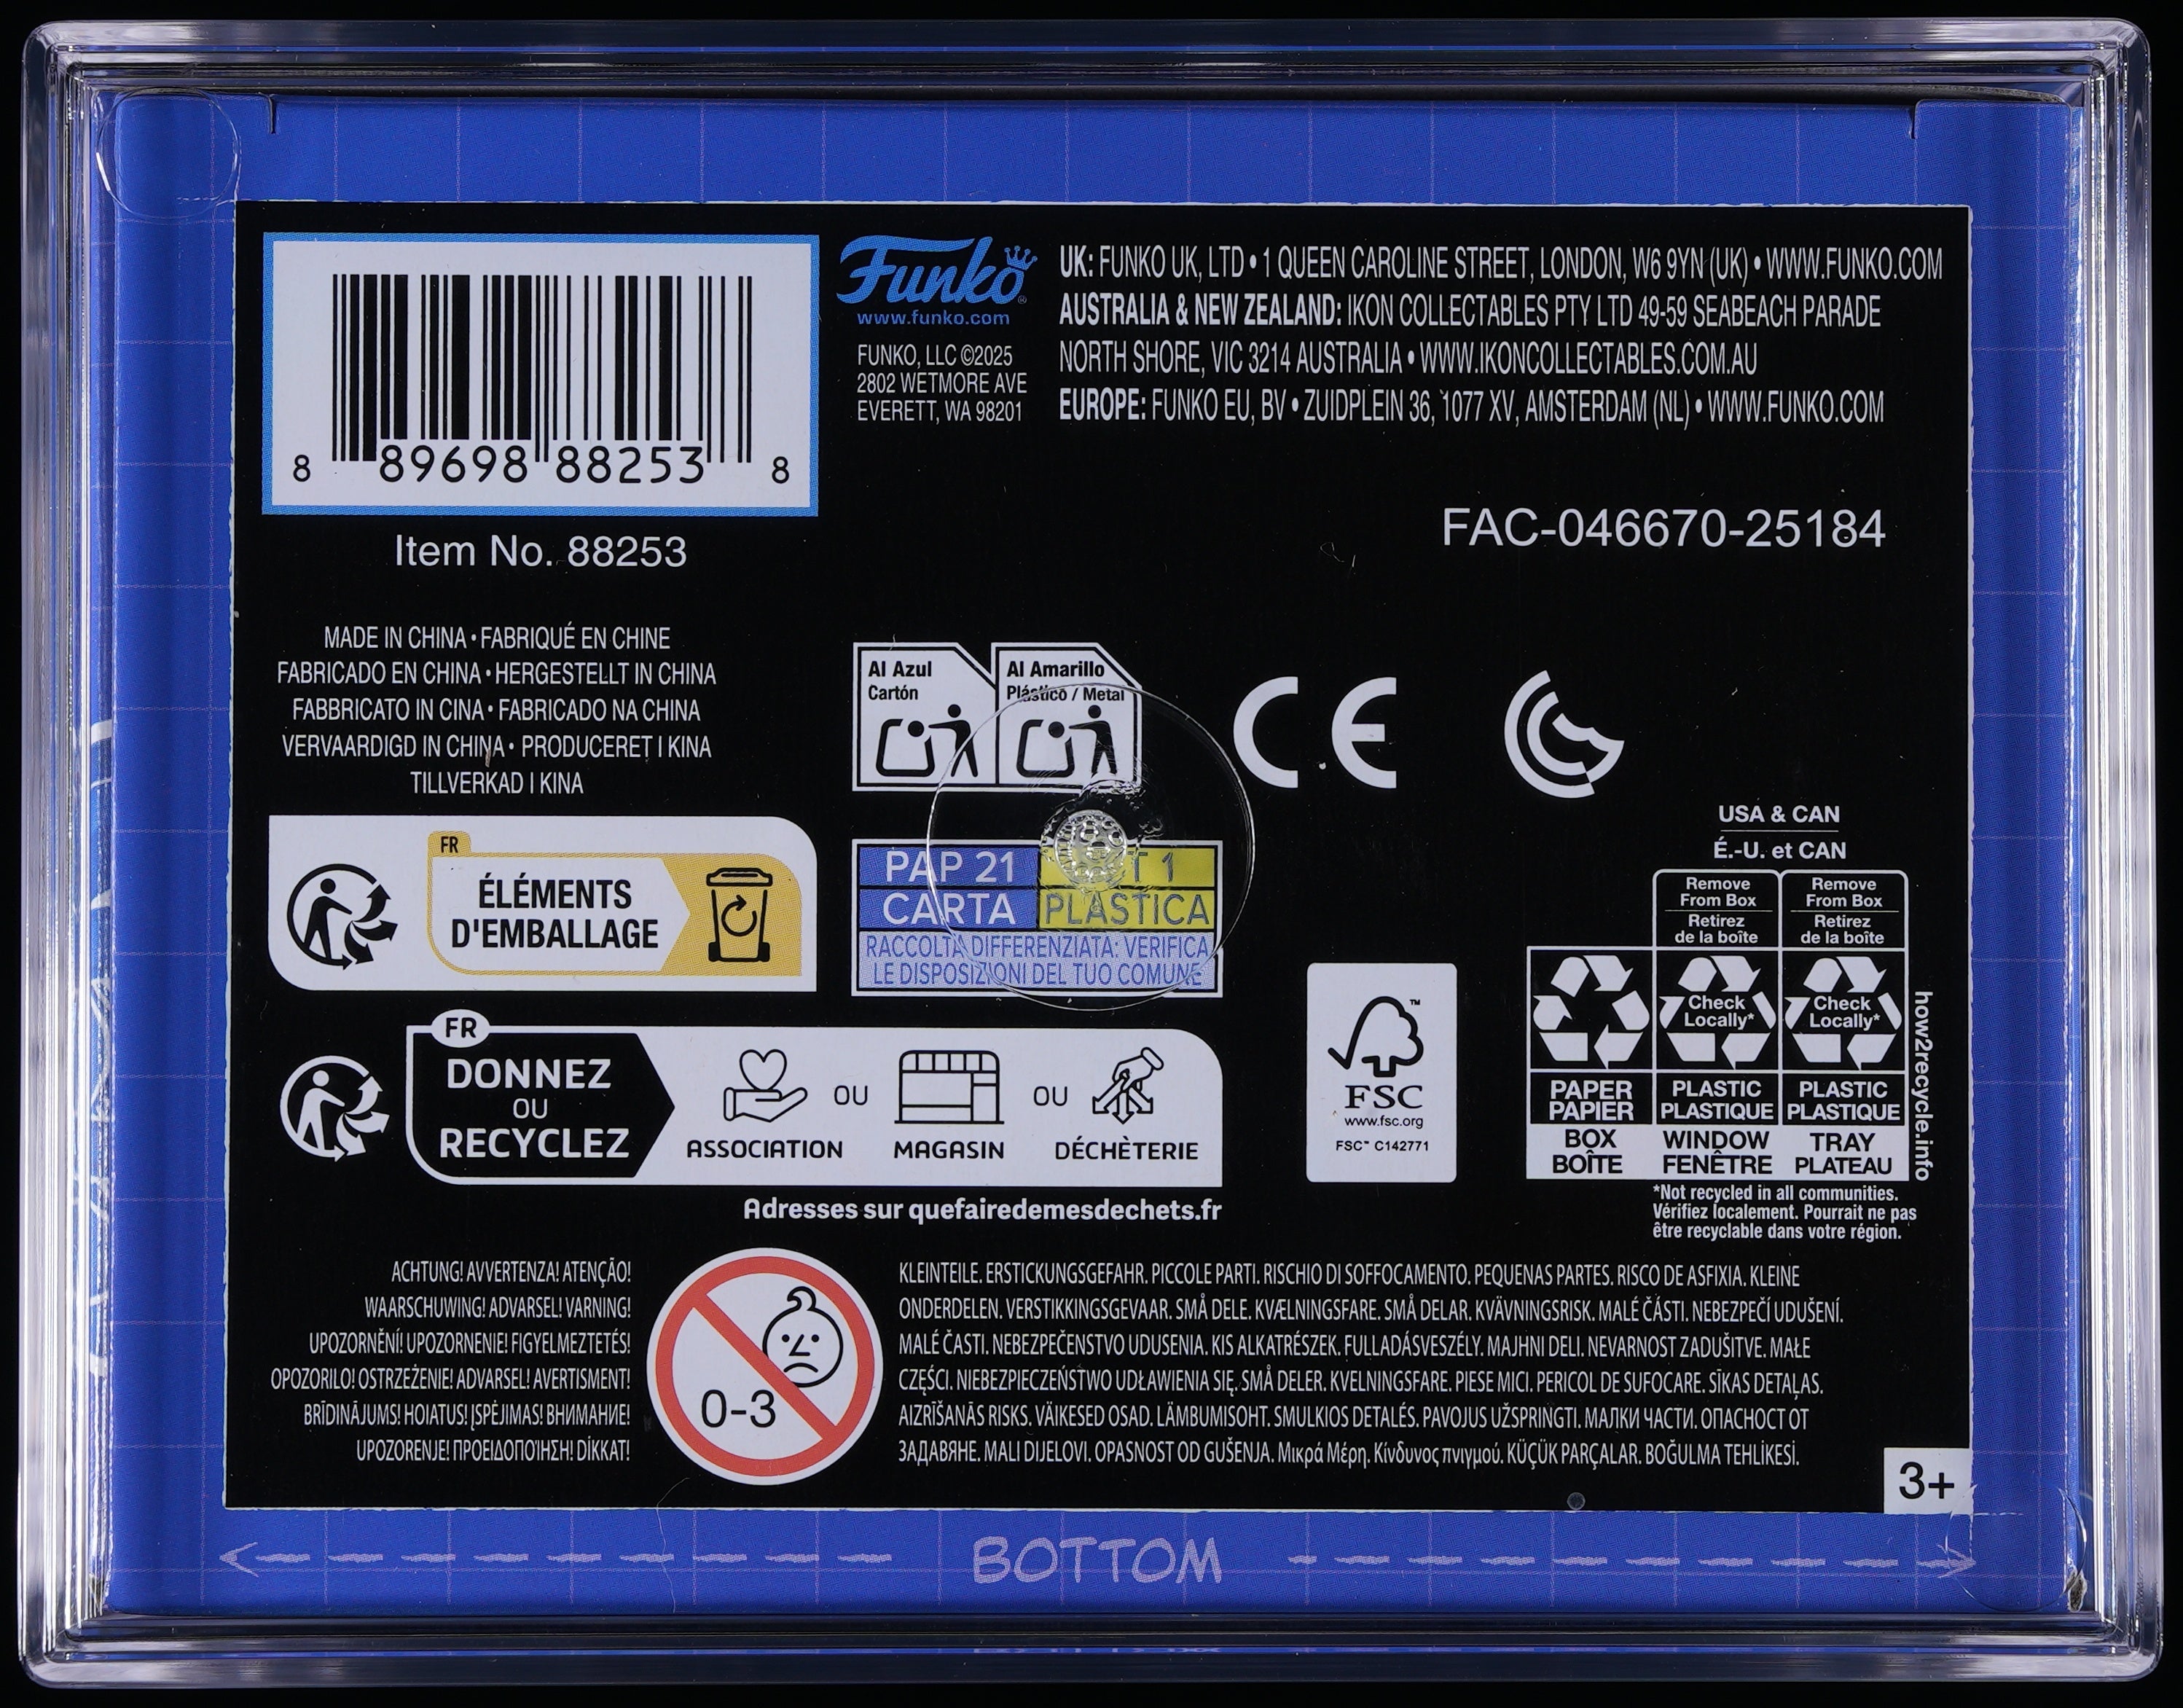 8 89698 88253 8
Item No. 88253
Funko
www.funko.com
FUNKO, LLC ©2025
2802 WETMORE AVE
EVERETT, WA 98201
UK: FUNKO UK, LTD • 1 QUEEN CAROLINE STREET, LONDON, W6 9YN (UK) • WWW.FUNKO.COM
AUSTRALIA & NEW ZEALAND: IKON COLLECTABLES PTY LTD 49-59 SEABEACH PARADE
NORTH SHORE, VIC 3214 AUSTRALIA • WWW.IKONCOLLECTABLES.COM.AU
EUROPE: FUNKO EU, BV • ZUIDPLEIN 36, 1077 XV, AMSTERDAM (NL) • WWW.FUNKO.COM
FAC-046670-25184
MADE IN CHINA • FABRIQUÉ EN CHINE
FABRICADO EN CHINA • HERGESTELLT IN CHINA
FABBRICATO IN CINA • FABRICADO NA CHINA
VERVAARDIGD IN CHINA • PRODUCERET I KINA
TILLVERKAD I KINA
Al Azul
Cartón
Al Amarillo
Plástico / Metal
CE
FR
ÉLÉMENTS
D'EMBALLAGE
PAP 21
T 1
CARTA PLASTICA
RACCOLTA DIFFERENZIATA: VERIFICA
LE DISPOSIZIONI DEL TUO COMUNE
FR
DONNEZ
OU
RECYCLEZ
ASSOCIATION
OU
MAGASIN
OU
DÉCHÈTERIE
Adresses sur quefairedemesdechets.fr
FSC
www.fsc.org
FSC™ C142771
USA & CAN
É.-U. et CAN
Remove
From Box
Retirez
de la boîte
Remove
From Box
Retirez
de la boîte
Check
Locally*
Check
Locally*
PAPER
PAPIER
PLASTIC
PLASTIQUE
PLASTIC
PLASTIQUE
BOX
BOÎTE
WINDOW
FENÊTRE
TRAY
PLATEAU
how2recycle.info
*Not recycled in all communities.
Vérifiez localement. Pourrait ne pas
être recyclable dans votre région.
ACHTUNG! AVVERTENZA! ATENÇÃO!
WAARSCHUWING! ADVARSEL! VARNING!
UPOZORNĚNÍ! UPOZORNENIE! FIGYELMEZTETÉS!
OPOZORILO! OSTRZEŻENIE! ADVARSEL! AVERTISMENT!
BRĪDINĀJUMS! HOIATUS! ĮSPĖJIMAS! ВНИМАНИЕ!
UPOZORENJE! ΠΡΟΕΙΔΟΠΟΊΗΣΗ! DİKKAT!
0-3
KLEINTEILE. ERSTICKUNGSGEFAHR. PICCOLE PARTI. RISCHIO DI SOFFOCAMENTO. PEQUENAS PARTES. RISCO DE ASFIXIA. KLEINE
ONDERDELEN. VERSTIKKINGSGEVAAR. SMÅ DELE. KVÆLNINGSFARE. SMÅ DELAR. KVÄVNINGSRISK. MALÉ ČÁSTI. NEBEZPEČÍ UDUŠENÍ.
MALÉ ČASTI. NEBEZPEČENSTVO UDUSENIA. KIS ALKATRÉSZEK. FULLADÁSVESZÉLY. MAJHNI DELI. NEVARNOST ZADUŠITVE. MAŁE
CZĘŚCI. NIEBEZPIECZEŃSTWO UDŁAWIENIA SIĘ. SMÅ DELER. KVELNINGSFARE. PIESE MICI. PERICOL DE SUFOCARE. SĪKAS DETAĻAS.
AIZRĪŠANĀS RISKS. VÄIKESED OSAD. LÄMBUMISOHT. SMULKIOS DETALĖS. PAVOJUS UŽSPRINGTI. МАЛКИ ЧАСТИ. ОПАСНОСТ ОТ
ЗАДАВЯНЕ. MALI DIJELOVI. OPASNOST OD GUŠENJA. Μικρά Μέρη. Κίνδυνος πνιγμού. KÜÇÜK PARÇALAR. BOĞULMA TEHLİKESİ.
3+
BOTTOM